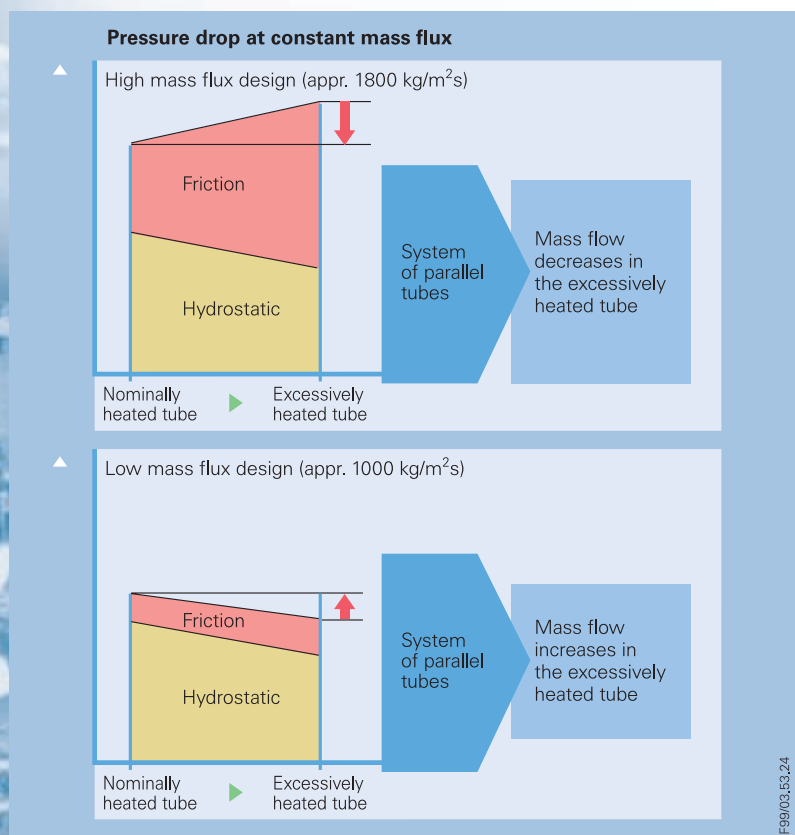 Pressure drop at constant mass flux
High mass flux design (appr. 1800 kg/m²s)
Friction
Hydrostatic
System
of parallel
tubes
Mass flow
decreases in
the excessively
heated tube
Nominally
heated tube
Excessively
heated tube
Low mass flux design (appr. 1000 kg/m²s)
Friction
Hydrostatic
System
of parallel
tubes
Mass flow
increases in
the excessively
heated tube
Nominally
heated tube
Excessively
heated tube
F99/03.53.24